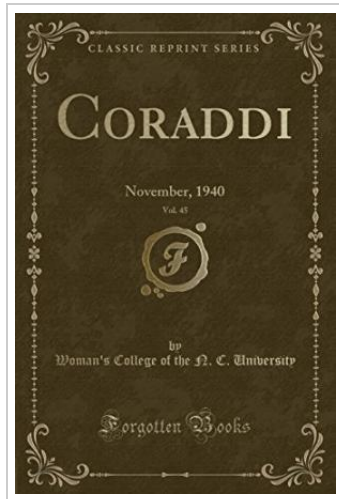 CLASSIC REPRINT SERIES
CORADDI
November, 1940
Vol. 45
F
by
Woman's College of the N. C. University
Forgotten Books